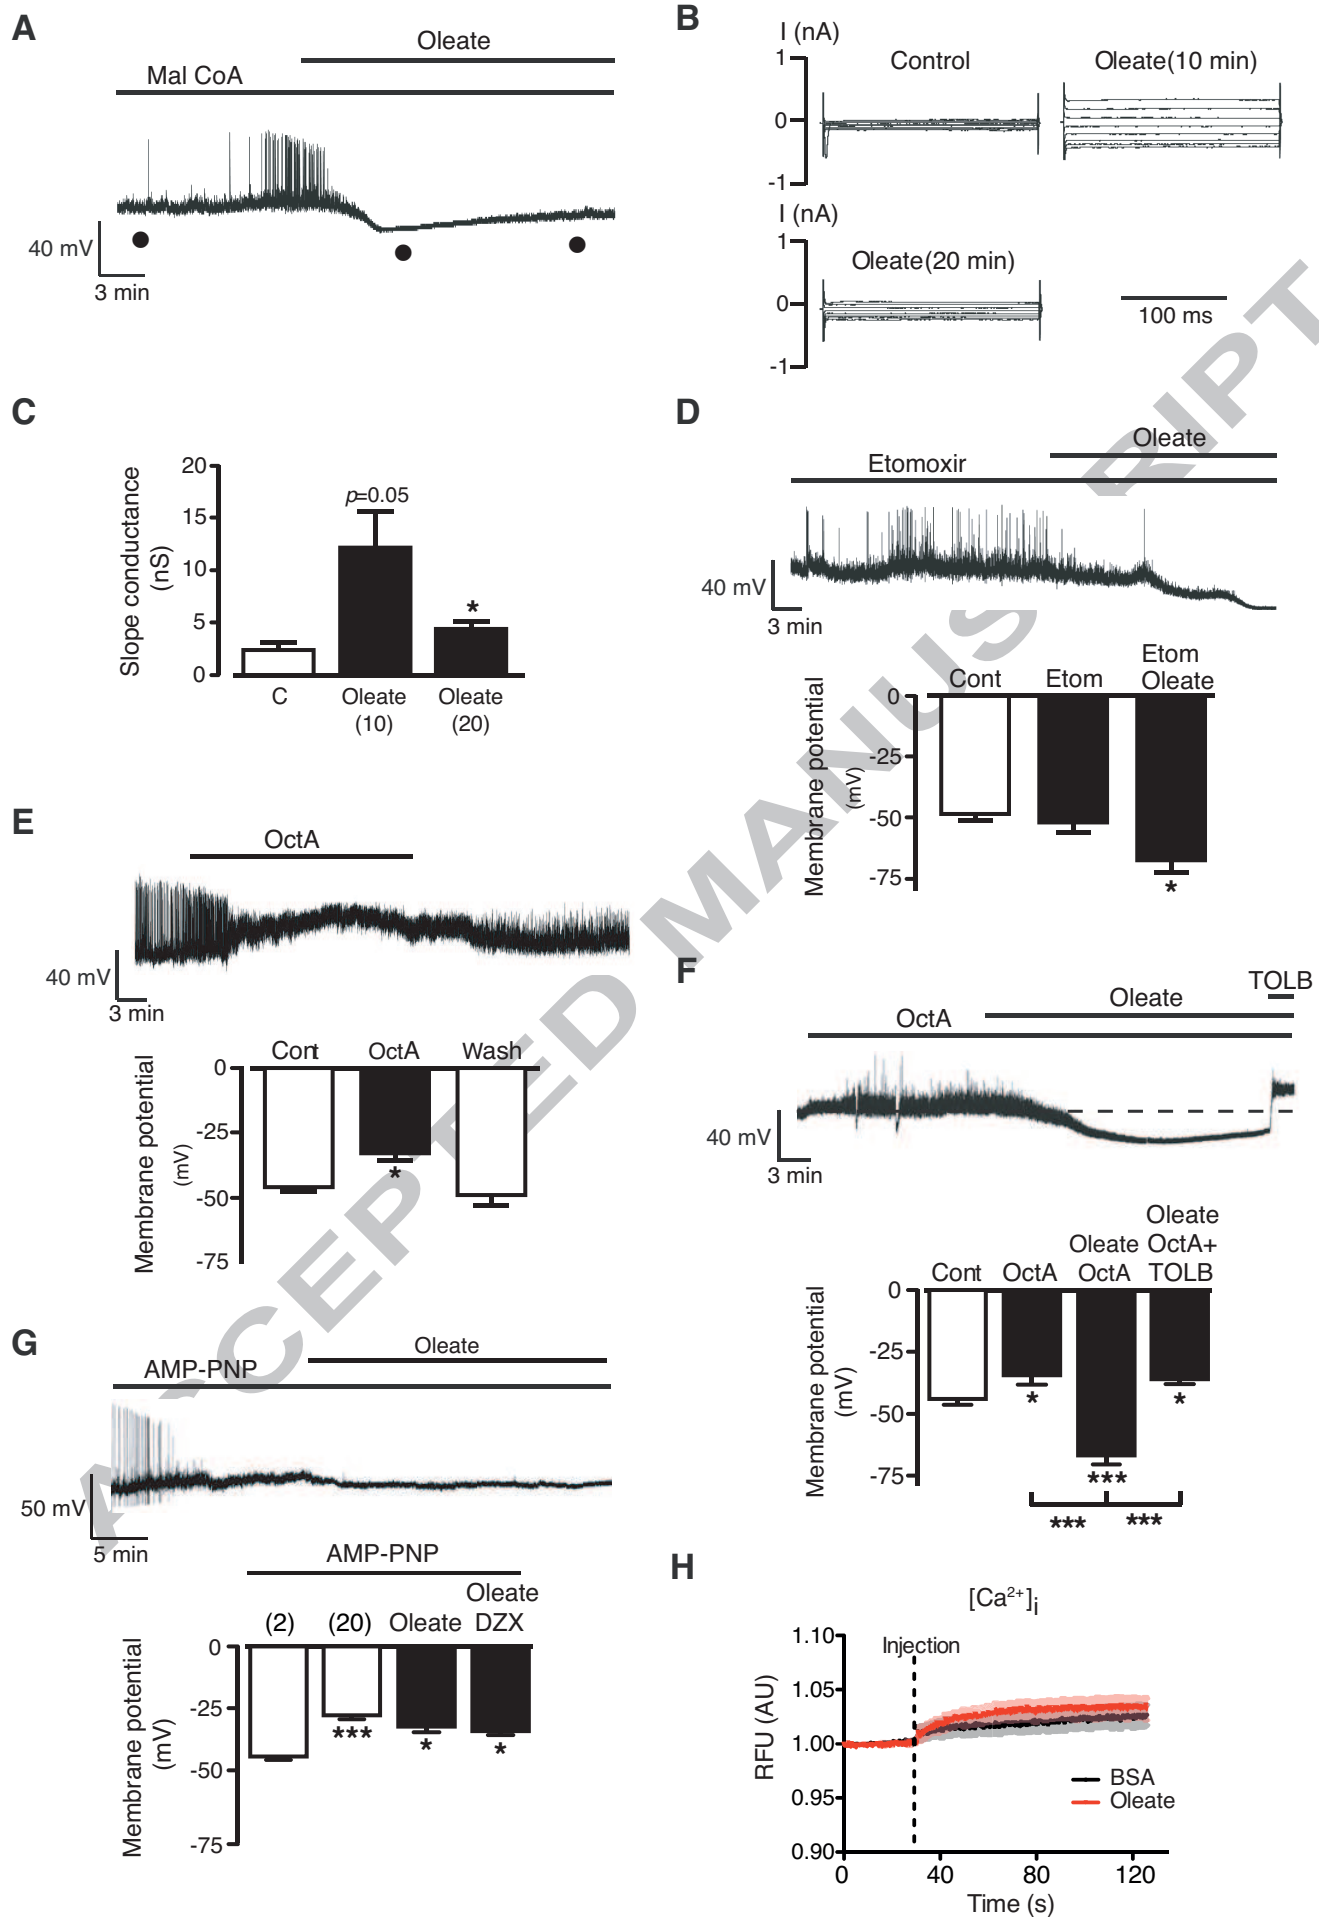 A
Oleate
Mal CoA
40 mV
3 min
B
I (nA)
Control
Oleate(10 min)
1
0
-1
I (nA)
Oleate(20 min)
1
0
-1
100 ms
C
Slope conductance
(nS)
20
15
10
5
0
p=0.05
*
C
Oleate
(10)
Oleate
(20)
D
Oleate
Etomoxir
40 mV
3 min
Membrane potential
(mV)
Cont
Etom
Etom
Oleate
0
-25
-50
-75
*
E
OctA
40 mV
3 min
Membrane potential
(mV)
Cont
OctA
Wash
0
-25
-50
-75
*
F
TOLB
Oleate
OctA
40 mV
3 min
Membrane potential
(mV)
Cont
OctA
Oleate
OctA
Oleate
OctA+
TOLB
0
-25
-50
-75
*
***
*
***
***
G
Oleate
AMP-PNP
50 mV
5 min
AMP-PNP
(2)
(20)
Oleate
Oleate
DZX
Membrane potential
(mV)
0
-25
-50
-75
***
*
*
H
[Ca²⁺]i
Injection
RFU (AU)
1.10
1.05
1.00
0.95
0.90
BSA
Oleate
0
40
80
120
Time (s)
ACCEPTED MANUSCRIPT